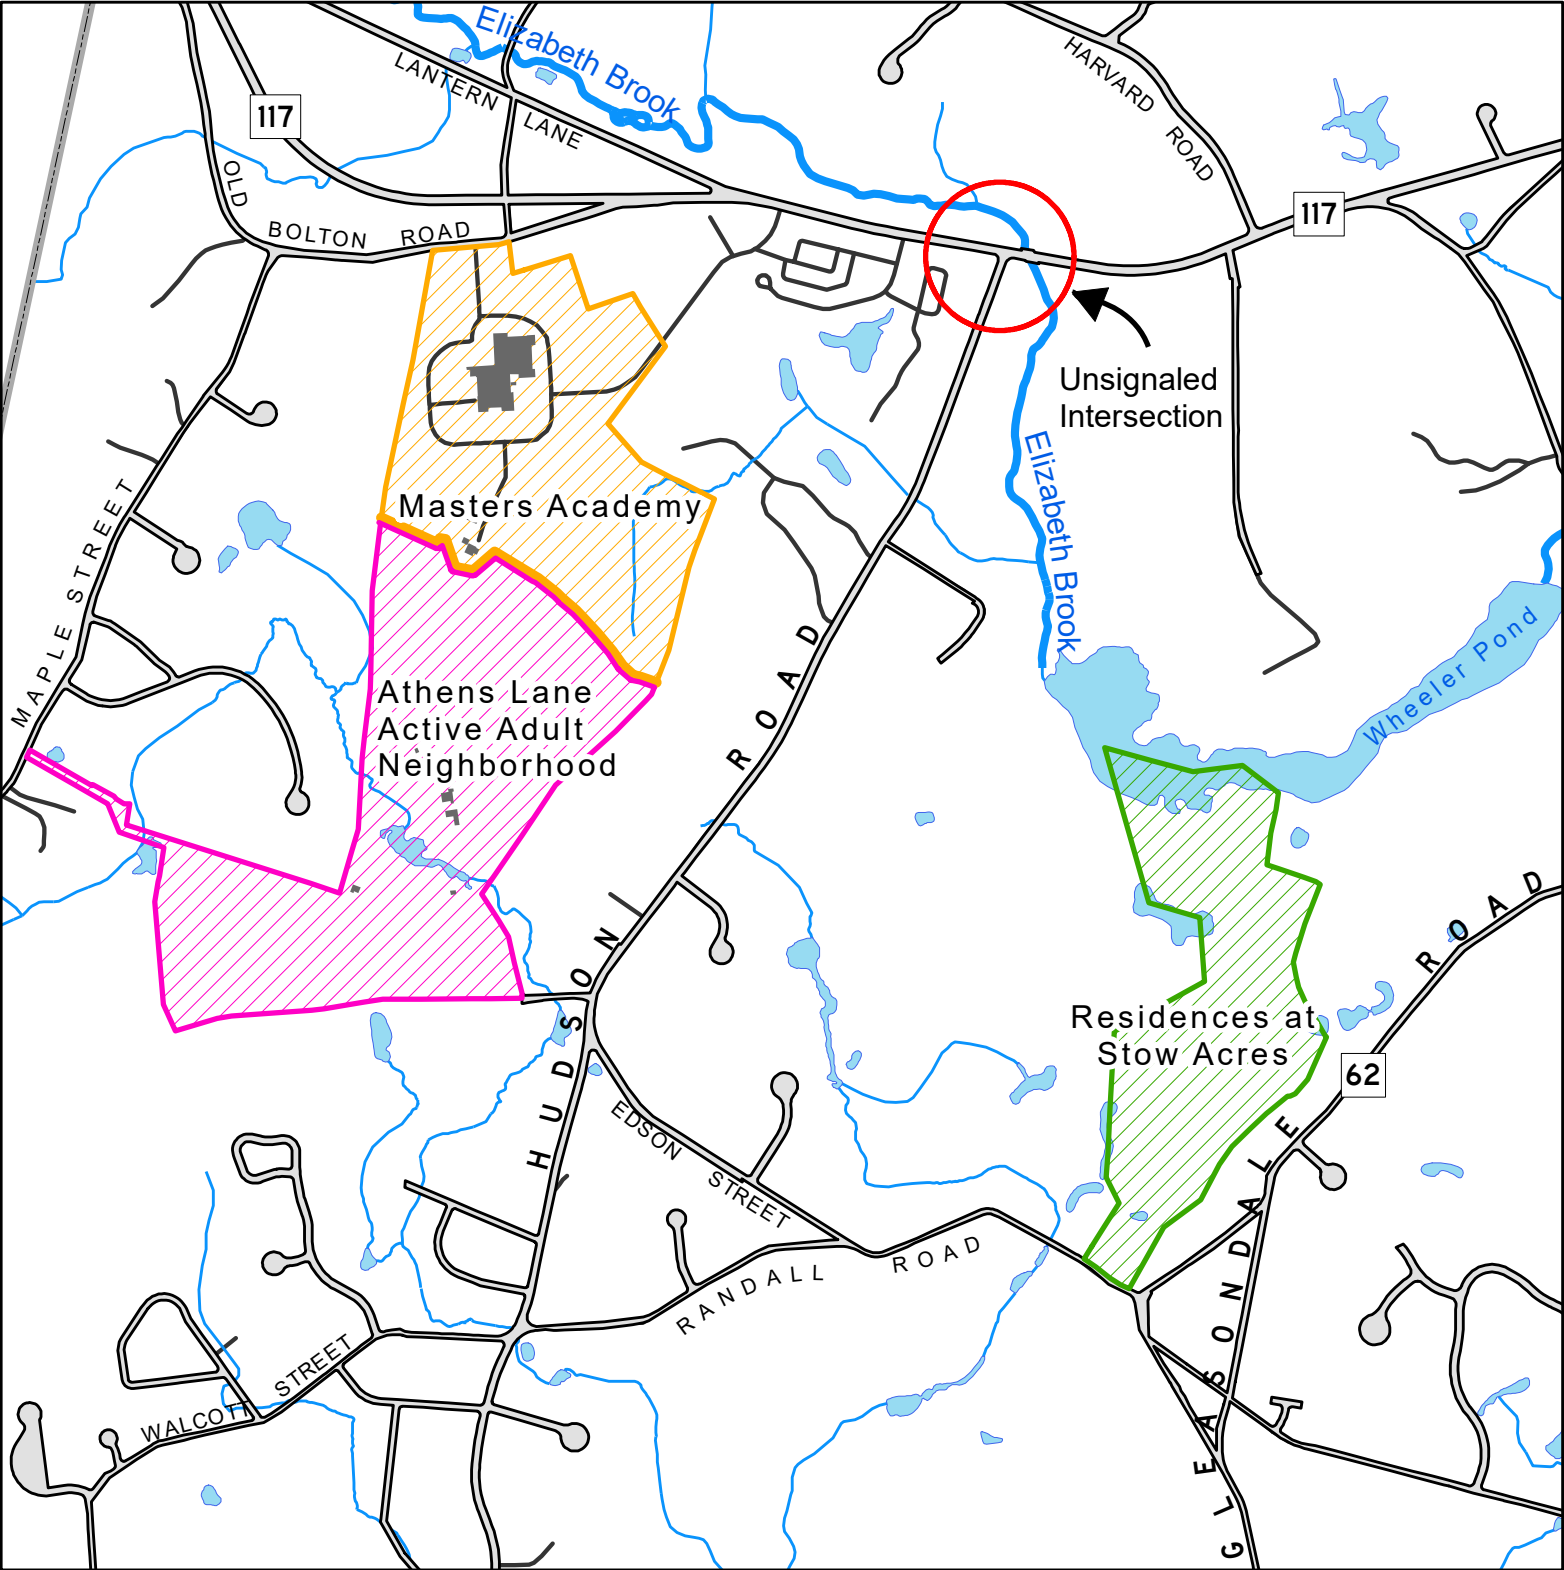 Elizabeth Brook
HARVARD ROAD
LANTERN LANE
117
OLD BOLTON ROAD
117
Unsignaled
Intersection
Elizabeth Brook
Masters Academy
MAPLE STREET
Wheeler Pond
Athens Lane
Active Adult
Neighborhood
HUDSON ROAD
Residences at
Stow Acres
62
GLEASONDALE ROAD
EDSON STREET
RANDALL ROAD
WALCOTT STREET